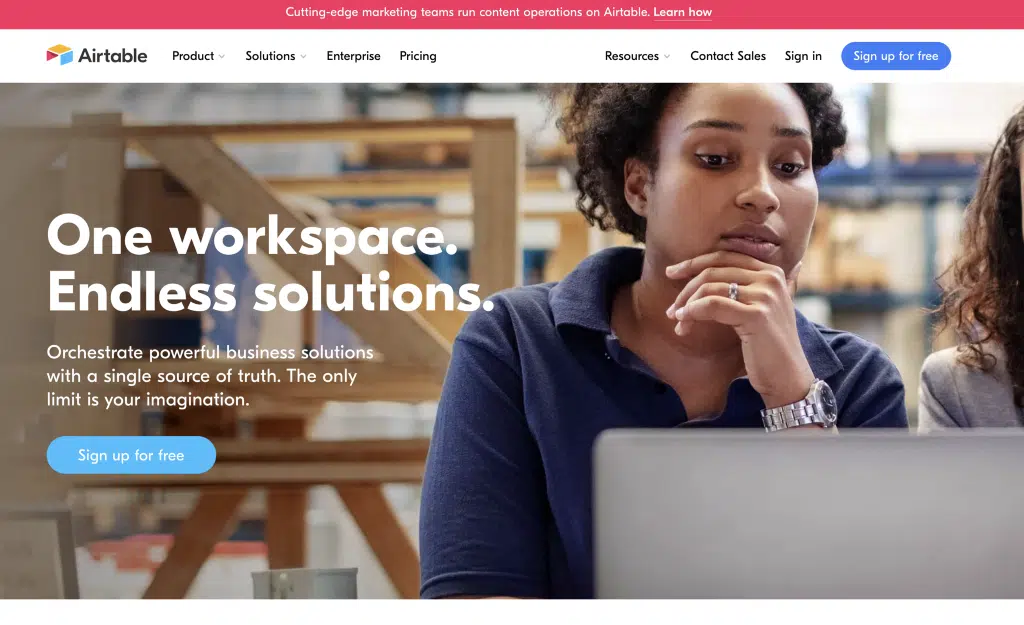 Cutting-edge marketing teams run content operations on Airtable. Learn how
Airtable Product Solutions Enterprise Pricing Resources Contact Sales Sign in Sign up for free
One workspace.
Endless solutions.
Orchestrate powerful business solutions
with a single source of truth. The only
limit is your imagination.
Sign up for free